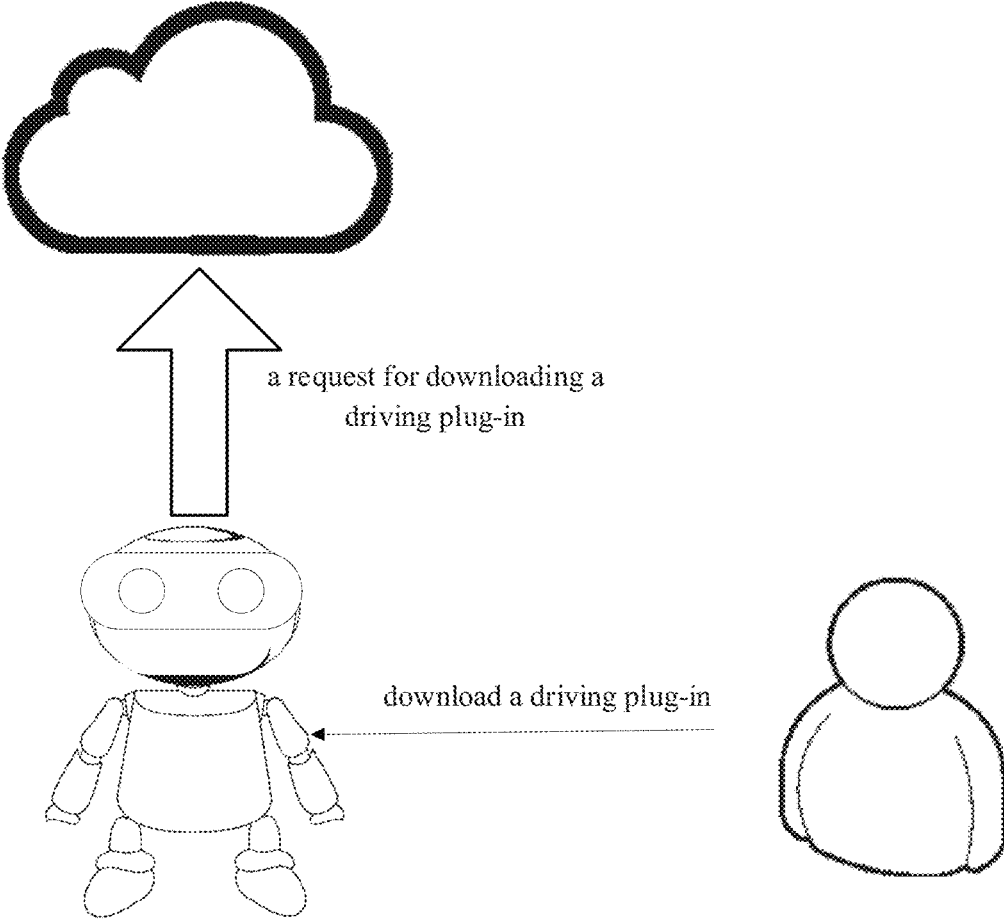 a request for downloading a
driving plug-in
download a driving plug-in